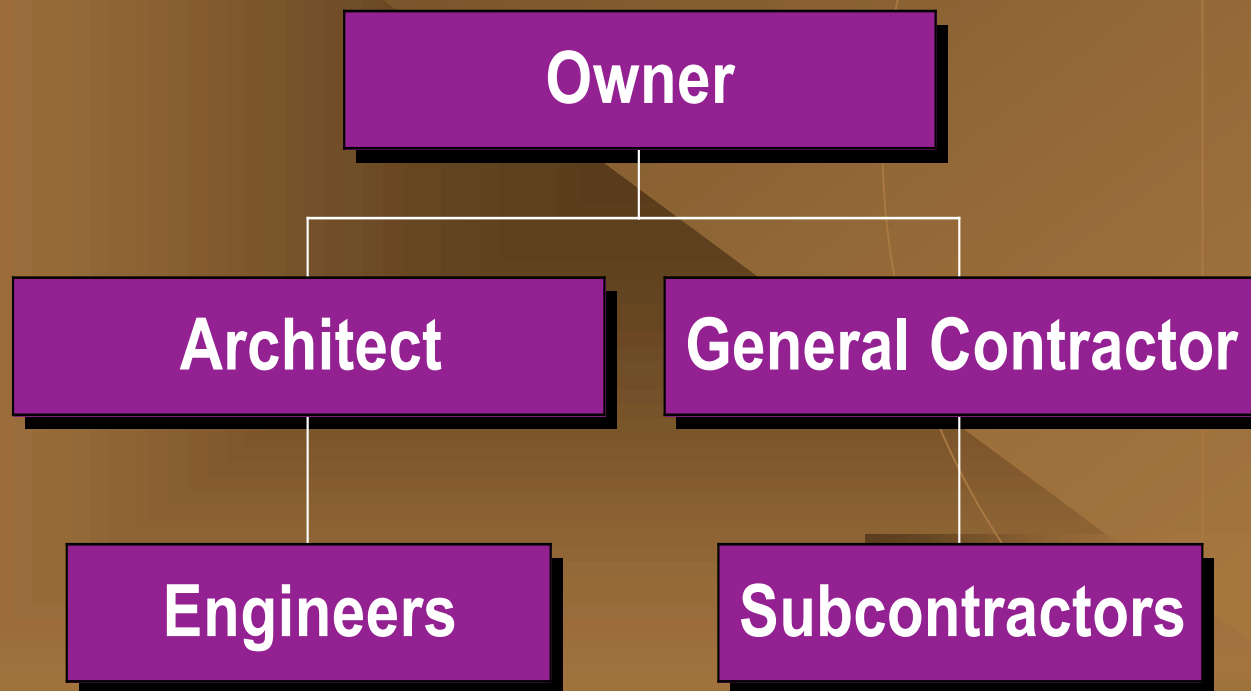 Owner
Architect
General Contractor
Engineers
Subcontractors